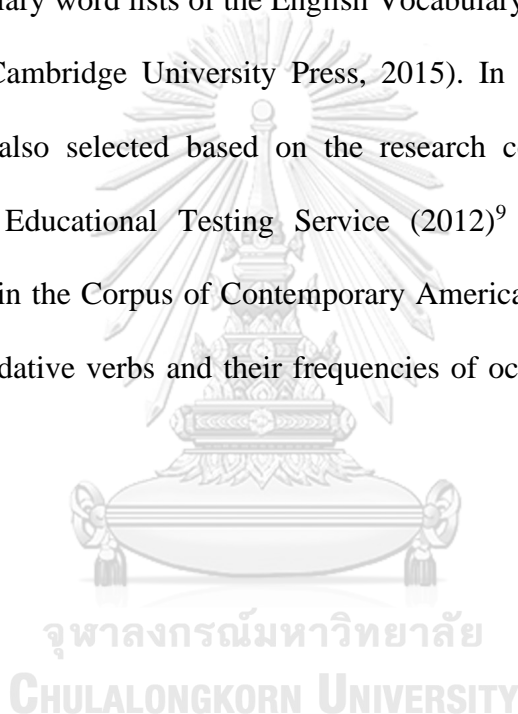 ary word lists of the English Vocabulary
Cambridge University Press, 2015). In
also selected based on the research c
Educational Testing Service (2012)9
in the Corpus of Contemporary America
dative verbs and their frequencies of oc
จุฬาลงกรณ์มหาวิทยาลัย
CHULALONGKORN UNIVERSITY